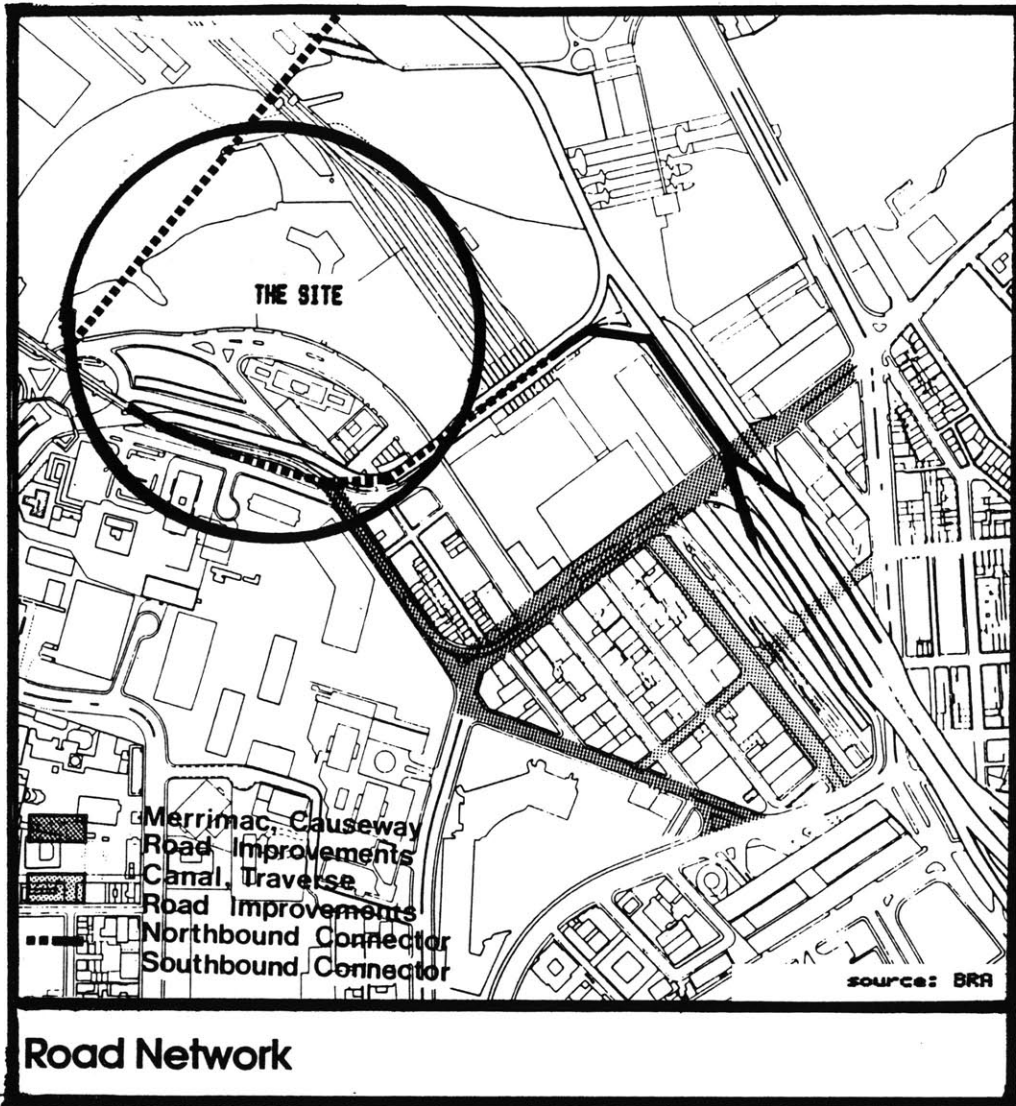 THE SITE
Merrimac, Causeway
Road Improvements
Canal, Traverse
Road Improvements
Northbound Connector
Southbound Connector
source: BRA
Road Network